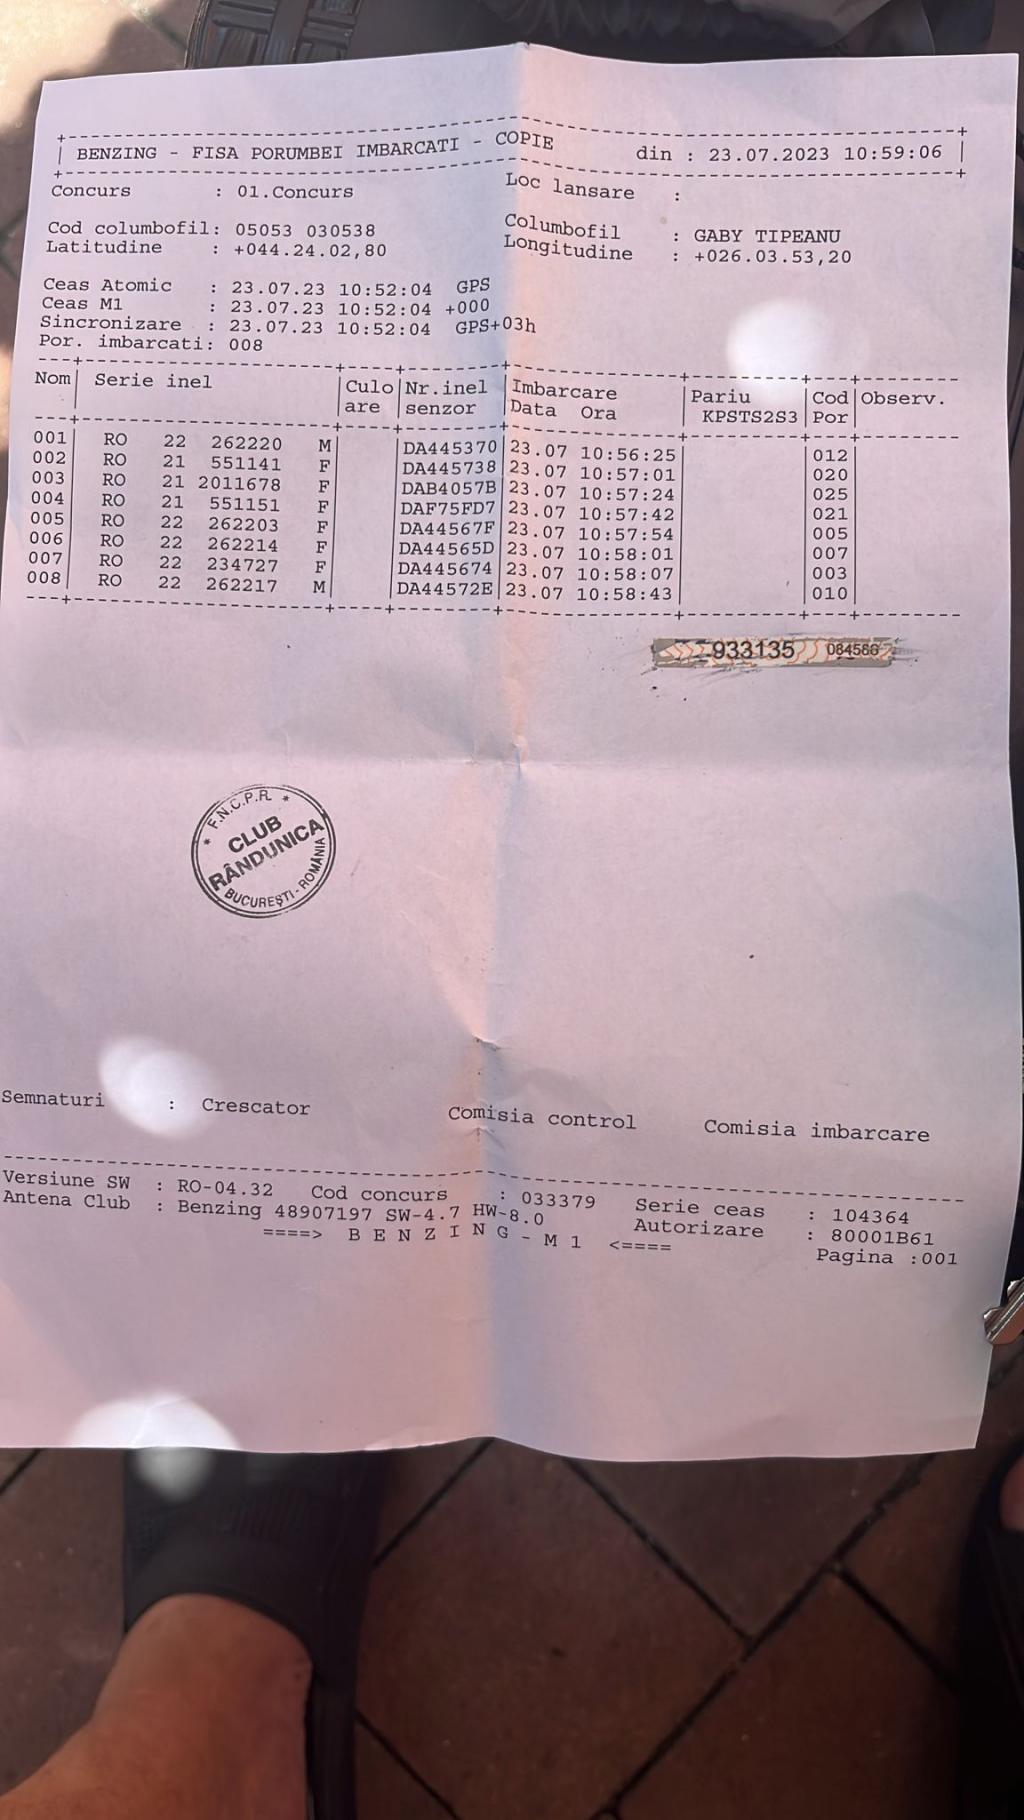 +--------------------------------------------------------------------+
| BENZING - FISA PORUMBEI IMBARCATI - COPIE din : 23.07.2023 10:59:06 |
+--------------------------------------------------------------------+
Concurs : 01.Concurs Loc lansare :
Cod columbofil: 05053 030538 Columbofil : GABY TIPEANU
Latitudine : +044.24.02,80 Longitudine : +026.03.53,20
Ceas Atomic : 23.07.23 10:52:04 GPS
Ceas M1 : 23.07.23 10:52:04 +000
Sincronizare : 23.07.23 10:52:04 GPS+03h
Por. imbarcati: 008
Nom| Serie inel |Culo|Nr.inel |Imbarcare |Pariu |Cod|Observ.
| |are |senzor |Data Ora | KPSTS2S3|Por|
001| RO 22 262220 M| |DA445370|23.07 10:56:25| |012|
002| RO 21 551141 F| |DA445738|23.07 10:57:01| |020|
003| RO 21 2011678 F| |DAB4057B|23.07 10:57:24| |025|
004| RO 21 551151 F| |DAF75FD7|23.07 10:57:42| |021|
005| RO 22 262203 F| |DA44567F|23.07 10:57:54| |005|
006| RO 22 262214 F| |DA44565D|23.07 10:58:01| |007|
007| RO 22 234727 F| |DA445674|23.07 10:58:07| |003|
008| RO 22 262217 M| |DA44572E|23.07 10:58:43| |010|
933135 084566
* F.N.C.P.R. *
CLUB
RÂNDUNICA
BUCUREȘTI - ROMÂNIA
Semnaturi : Crescator Comisia control Comisia imbarcare
Versiune SW : RO-04.32 Cod concurs : 033379 Serie ceas : 104364
Antena Club : Benzing 48907197 SW-4.7 HW-8.0 Autorizare : 80001B61
====> B E N Z I N G - M 1 <==== Pagina :001